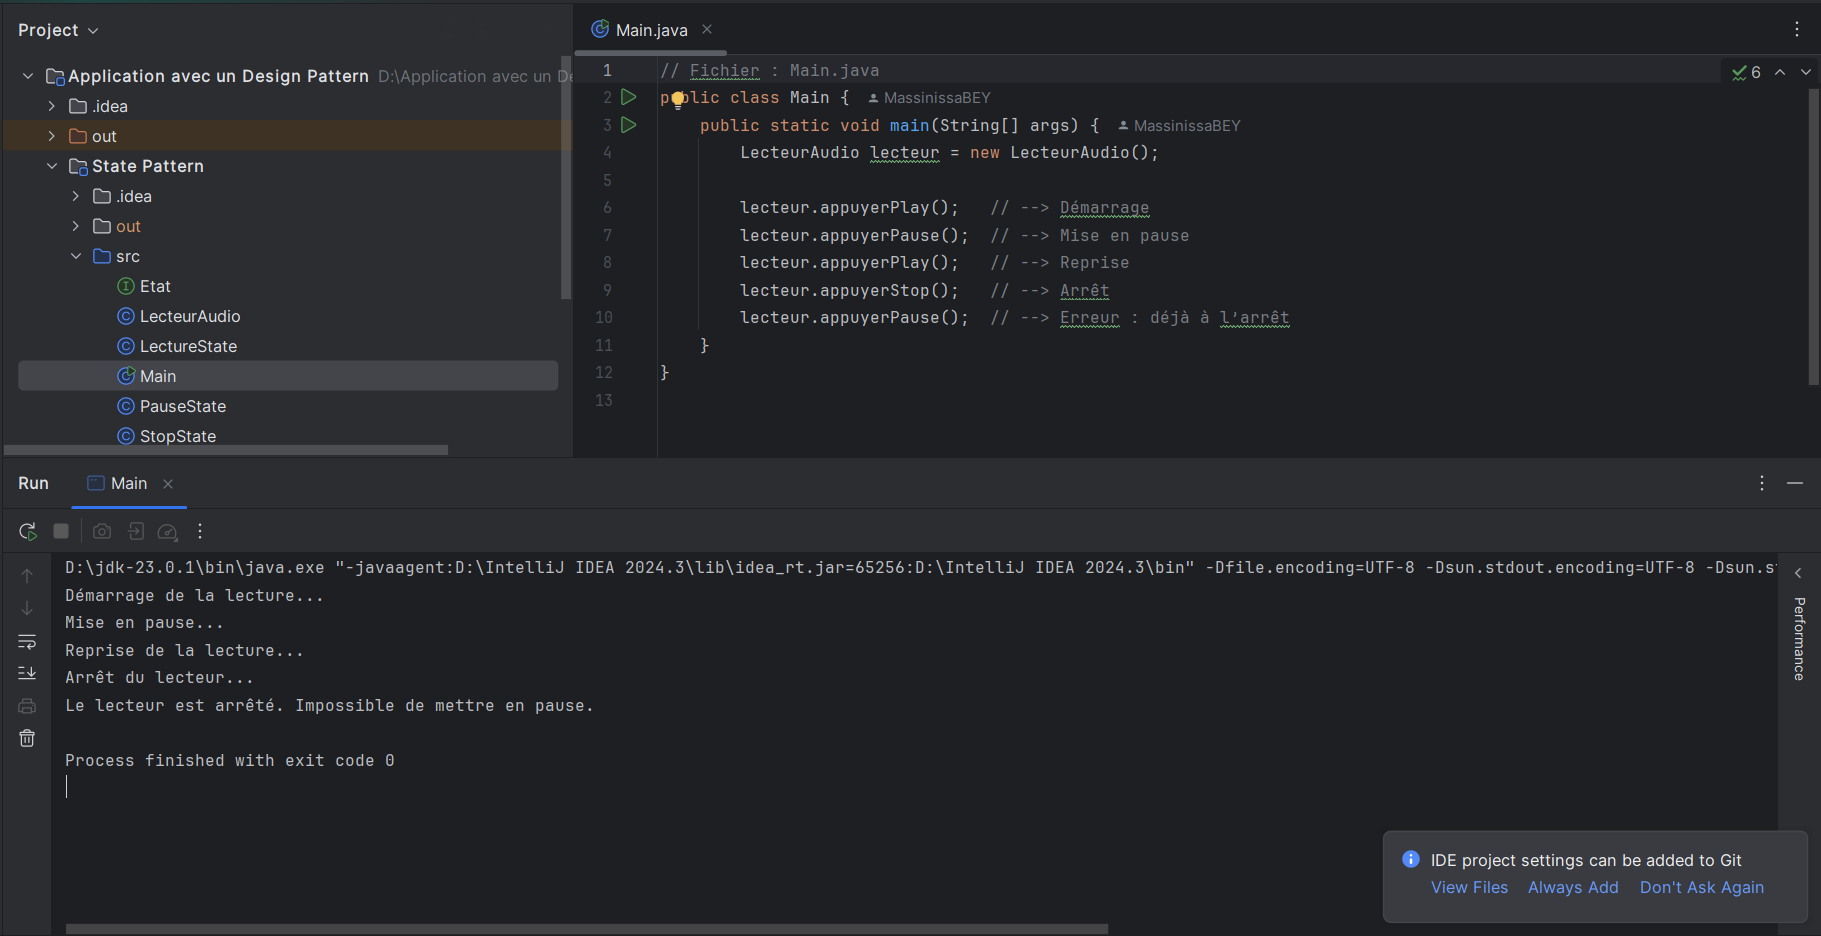 Project
Application avec un Design Pattern D:\Application avec un De
.idea
out
State Pattern
.idea
out
src
Etat
LecteurAudio
LectureState
Main
PauseState
StopState
Main.java
6
1 // Fichier : Main.java
2 public class Main { MassinissaBEY
3 public static void main(String[] args) { MassinissaBEY
4 LecteurAudio lecteur = new LecteurAudio();
5
6 lecteur.appuyerPlay(); // --> Démarrage
7 lecteur.appuyerPause(); // --> Mise en pause
8 lecteur.appuyerPlay(); // --> Reprise
9 lecteur.appuyerStop(); // --> Arrêt
10 lecteur.appuyerPause(); // --> Erreur : déjà à l'arrêt
11 }
12 }
13
Run Main
D:\jdk-23.0.1\bin\java.exe "-javaagent:D:\IntelliJ IDEA 2024.3\lib\idea_rt.jar=65256:D:\IntelliJ IDEA 2024.3\bin" -Dfile.encoding=UTF-8 -Dsun.stdout.encoding=UTF-8 -Dsun.st
Démarrage de la lecture...
Mise en pause...
Reprise de la lecture...
Arrêt du lecteur...
Le lecteur est arrêté. Impossible de mettre en pause.
Process finished with exit code 0
Performance
IDE project settings can be added to Git
View Files Always Add Don't Ask Again